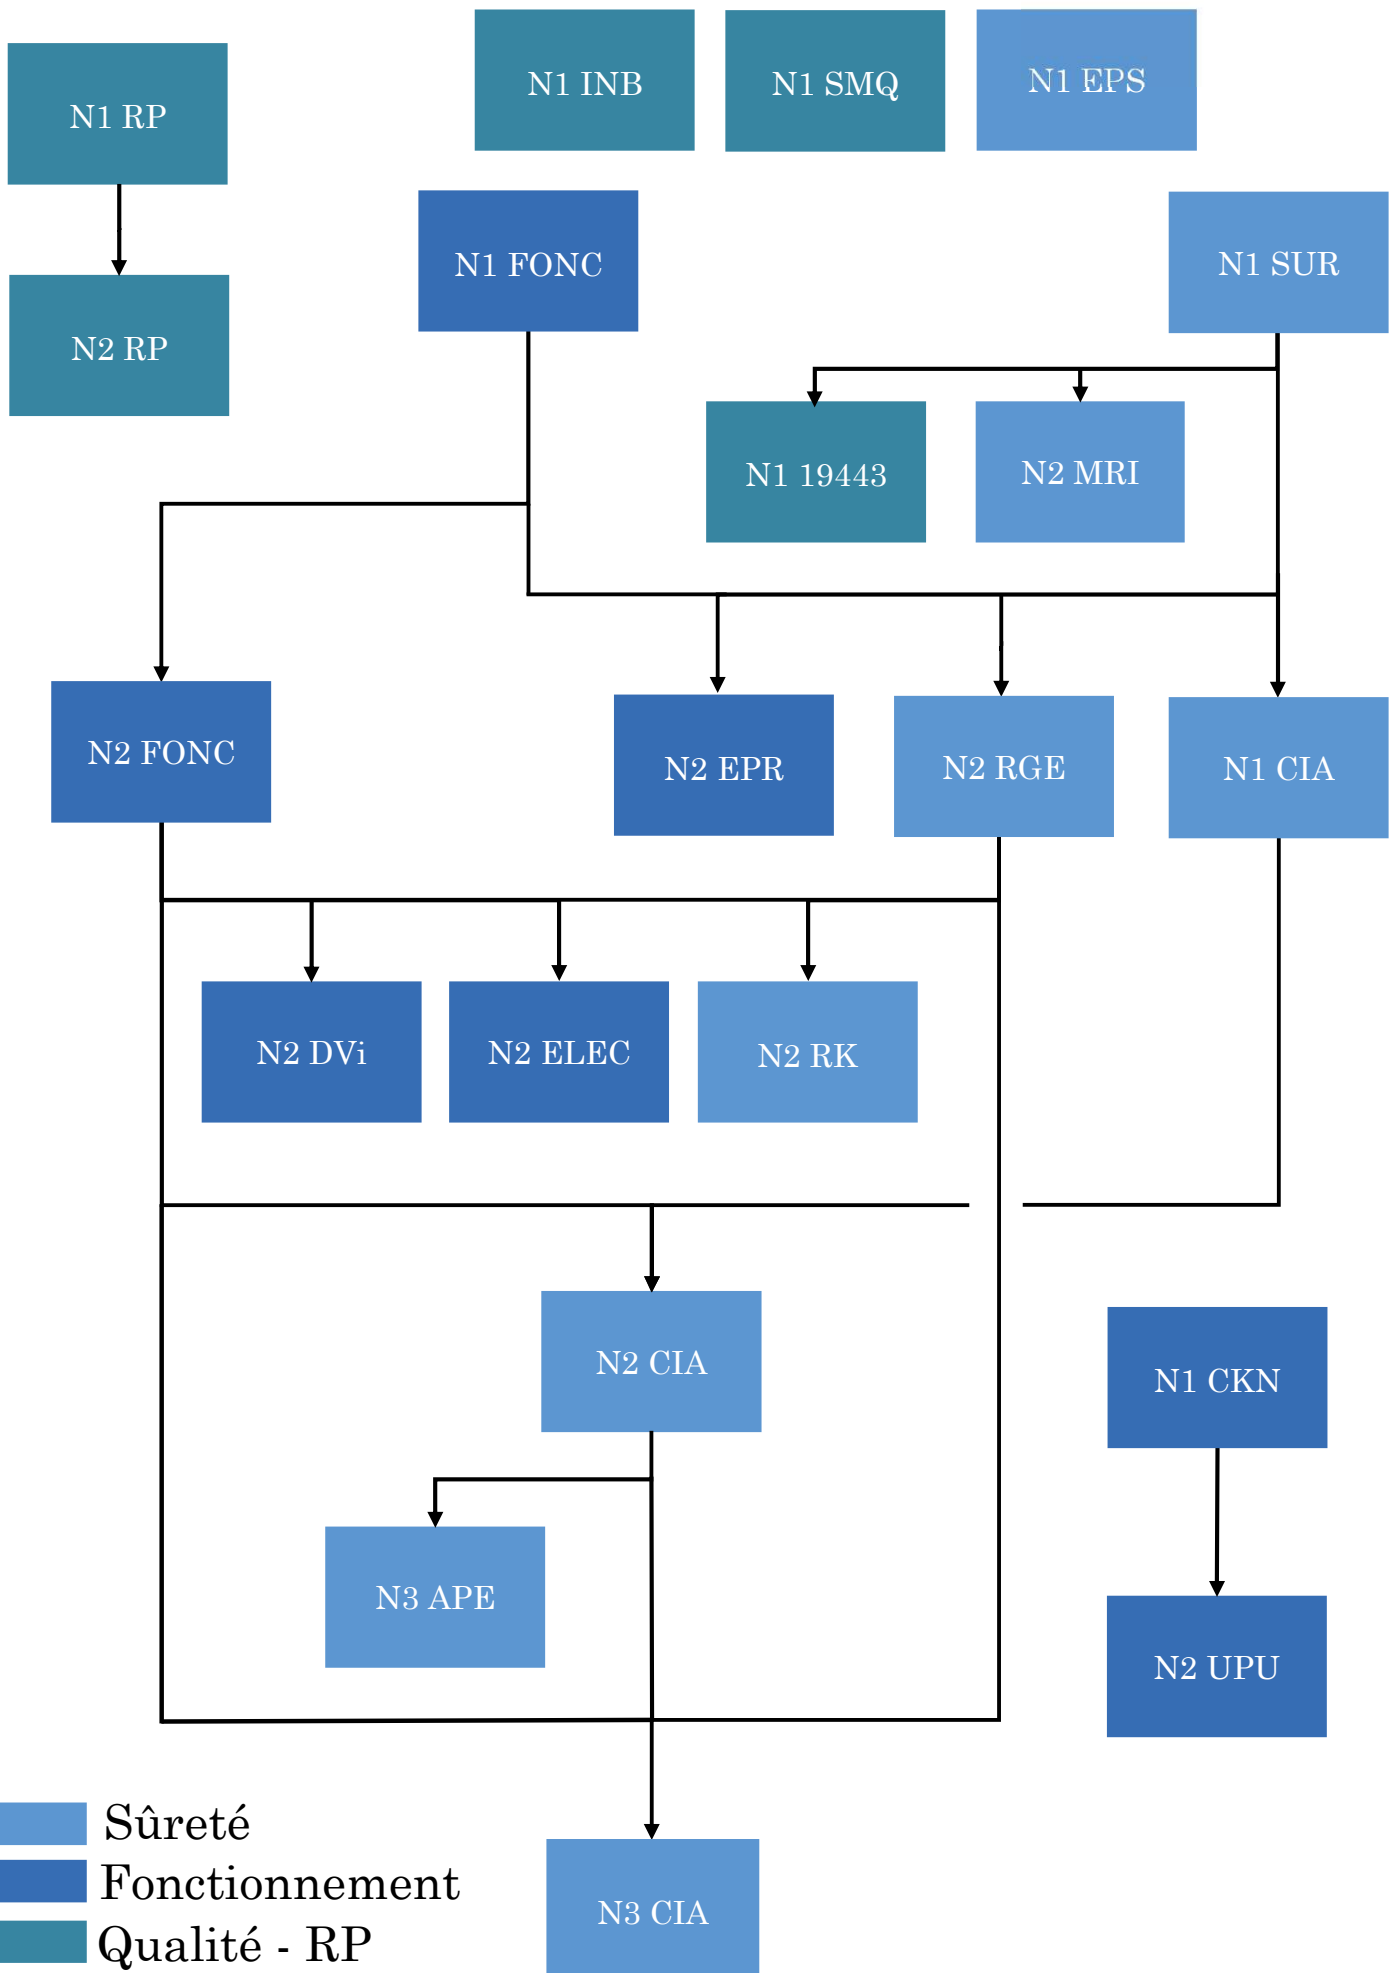 N1 INB
N1 SMQ
N1 EPS
N1 RP
N1 FONC
N1 SUR
N2 RP
N1 19443
N2 MRI
N2 FONC
N2 EPR
N2 RGE
N1 CIA
N2 DVi
N2 ELEC
N2 RK
N2 CIA
N1 CKN
N3 APE
N2 UPU
Sûreté
Fonctionnement
N3 CIA
Qualité - RP